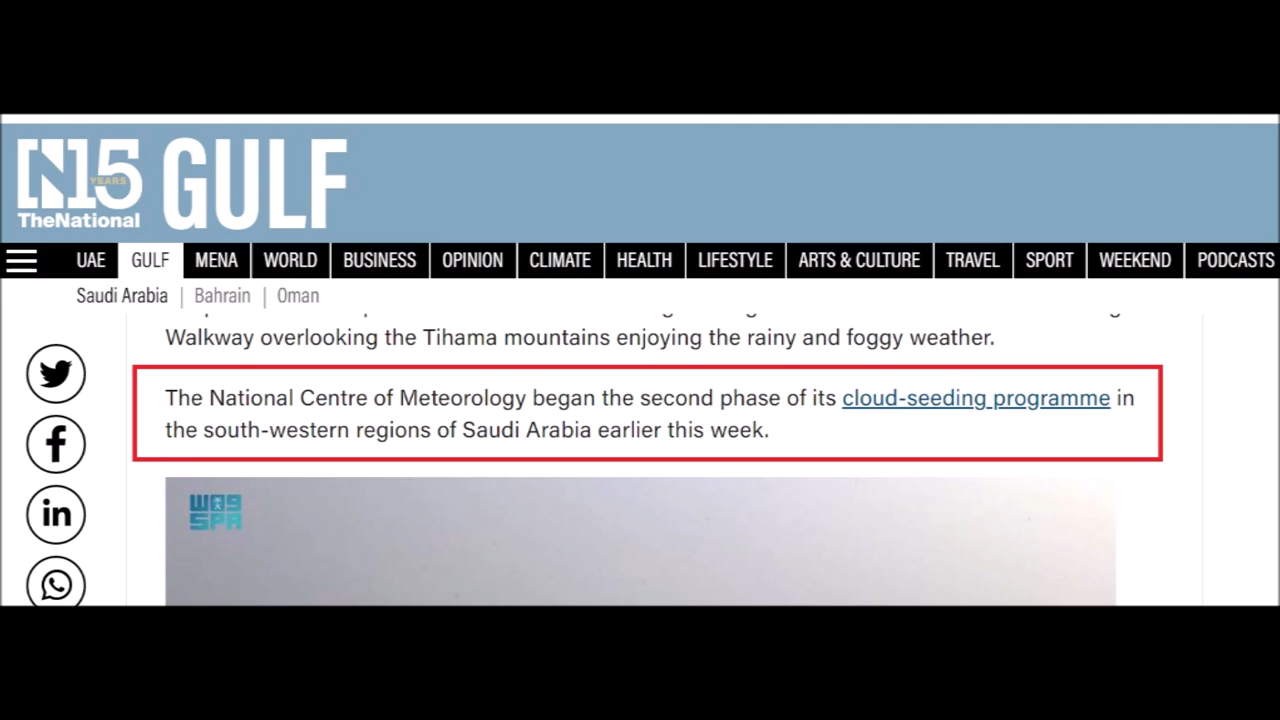 N15
YEARS
TheNational
GULF
UAE GULF MENA WORLD BUSINESS OPINION CLIMATE HEALTH LIFESTYLE ARTS & CULTURE TRAVEL SPORT WEEKEND PODCASTS
Saudi Arabia | Bahrain | Oman
Walkway overlooking the Tihama mountains enjoying the rainy and foggy weather.
The National Centre of Meteorology began the second phase of its cloud-seeding programme in
the south-western regions of Saudi Arabia earlier this week.
SPA